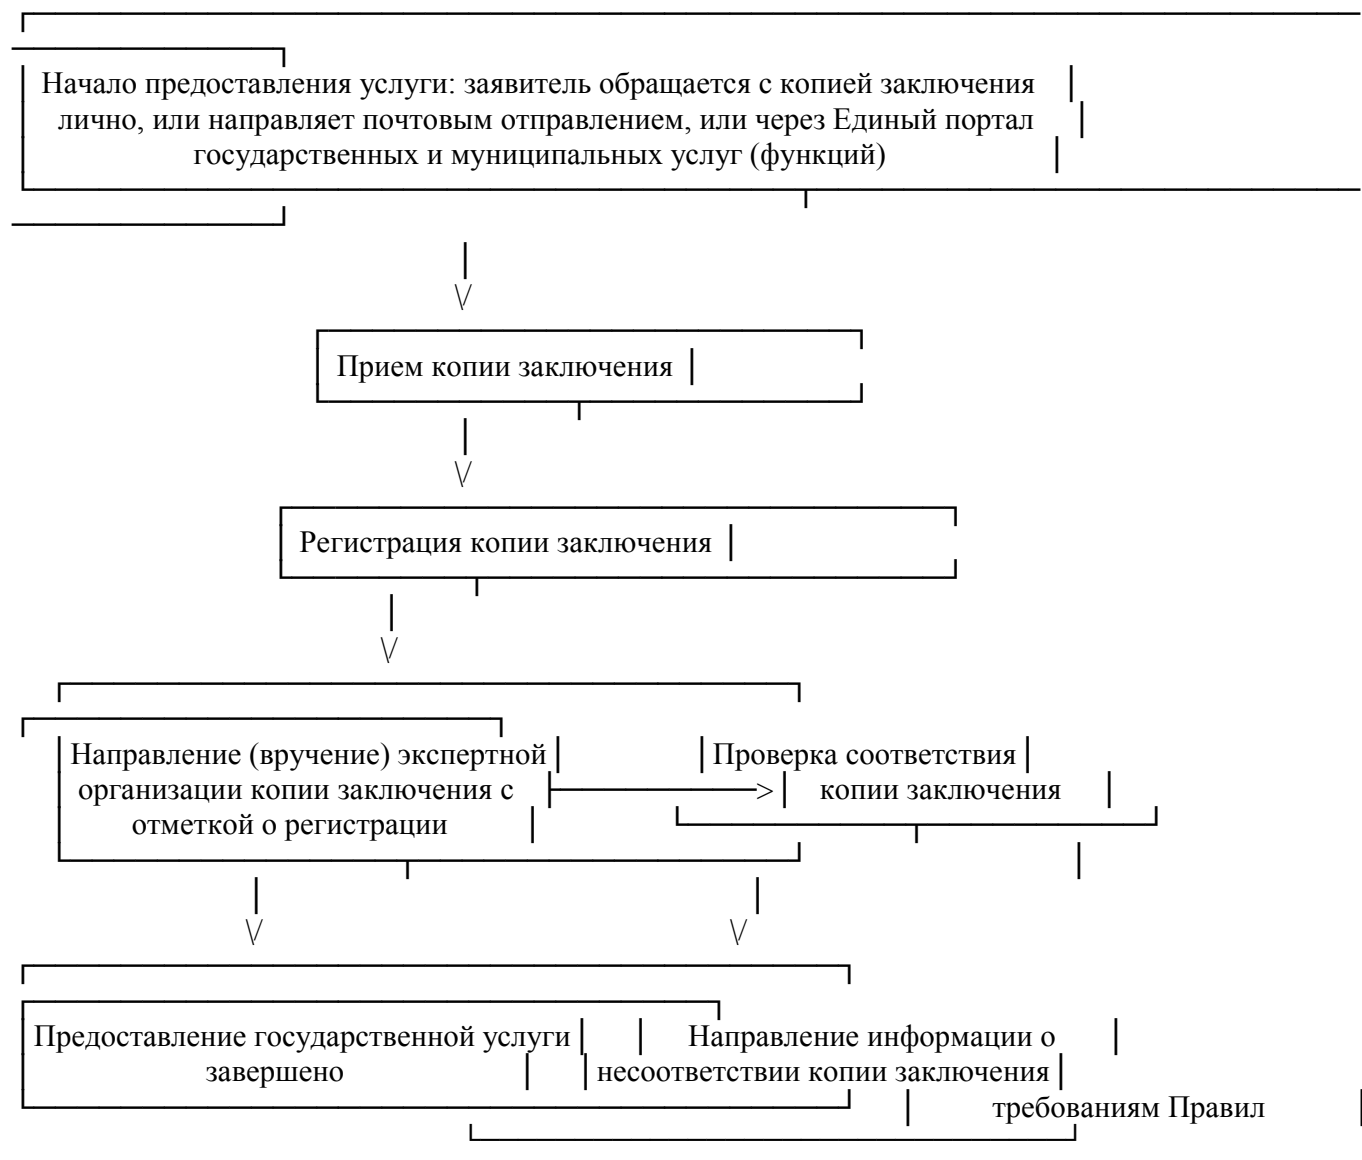 Начало предоставления услуги: заявитель обращается с копией заключения
лично, или направляет почтовым отправлением, или через Единый портал
государственных и муниципальных услуг (функций)
Прием копии заключения
Регистрация копии заключения
Направление (вручение) экспертной
организации копии заключения с
отметкой о регистрации
Проверка соответствия
копии заключения
Предоставление государственной услуги
завершено
Направление информации о
несоответствии копии заключения
требованиям Правил